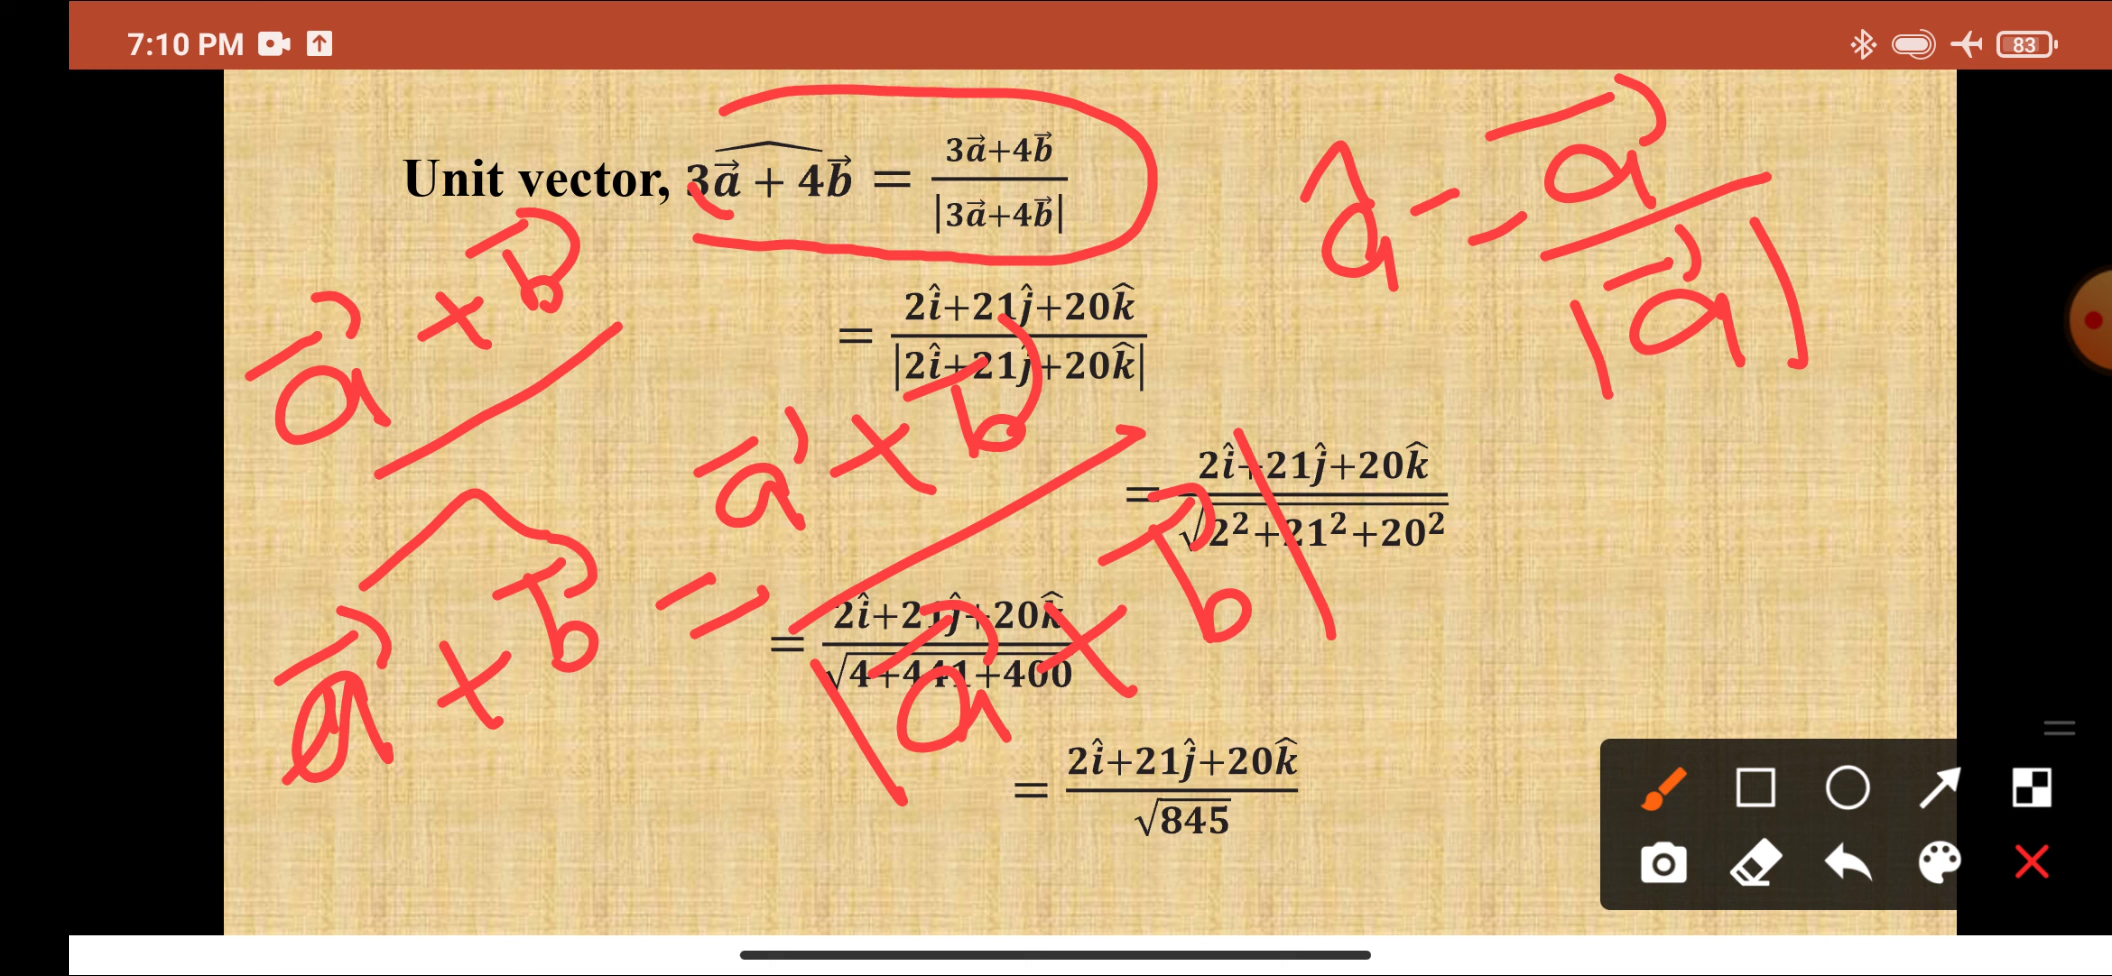 7:10 PM 83
Unit vector, 3a⃗ + 4b⃗ = 3a⃗+4b⃗ / |3a⃗+4b⃗|
â = a⃗ / |a⃗|
a⃗ + b⃗
= 2î+21ĵ+20k̂ / |2î+21ĵ+20k̂|
= 2î+21ĵ+20k̂ / √2²+21²+20²
a⃗ + b⃗ = a⃗ + b⃗ / |a⃗ + b⃗|
= 2î+21ĵ+20k̂ / √4+441+400
= 2î+21ĵ+20k̂ / √845